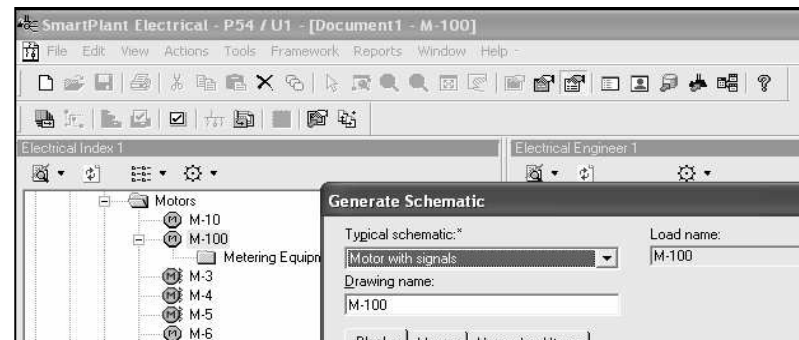 SmartPlant Electrical - P54 / U1 - [Document1 - M-100]
File Edit View Actions Tools Framework Reports Window Help
Electrical Index 1
Electrical Engineer 1
Motors
M-10
M-100
Metering Equipn
M-3
M-4
M-5
M-6
Generate Schematic
Typical schematic:*
Motor with signals
Load name:
M-100
Drawing name:
M-100